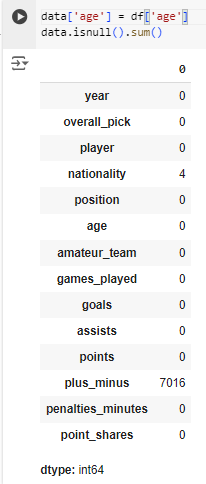 data['age'] = df['age']
data.isnull().sum()
0
year 0
overall_pick 0
player 0
nationality 4
position 0
age 0
amateur_team 0
games_played 0
goals 0
assists 0
points 0
plus_minus 7016
penalties_minutes 0
point_shares 0
dtype: int64